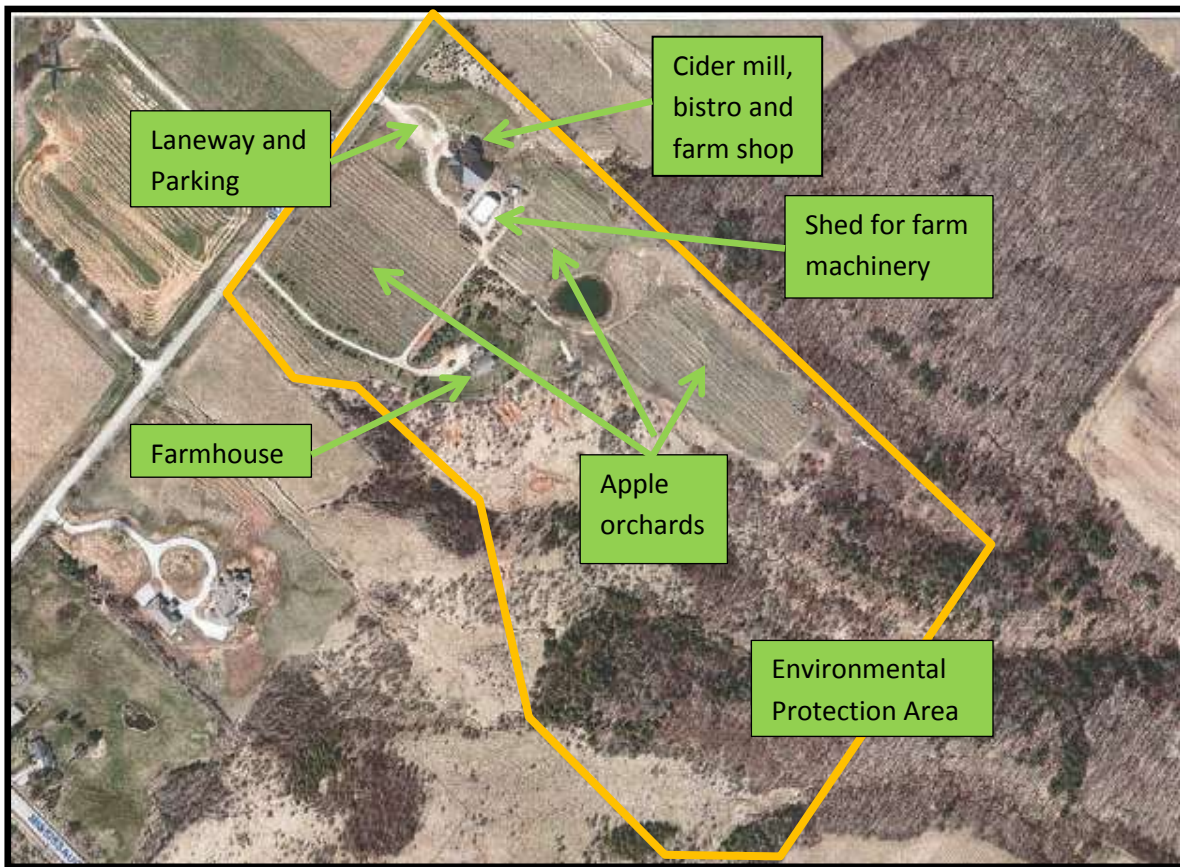 Cider mill,
bistro and
farm shop
Laneway and
Parking
Shed for farm
machinery
Farmhouse
Apple
orchards
Environmental
Protection Area